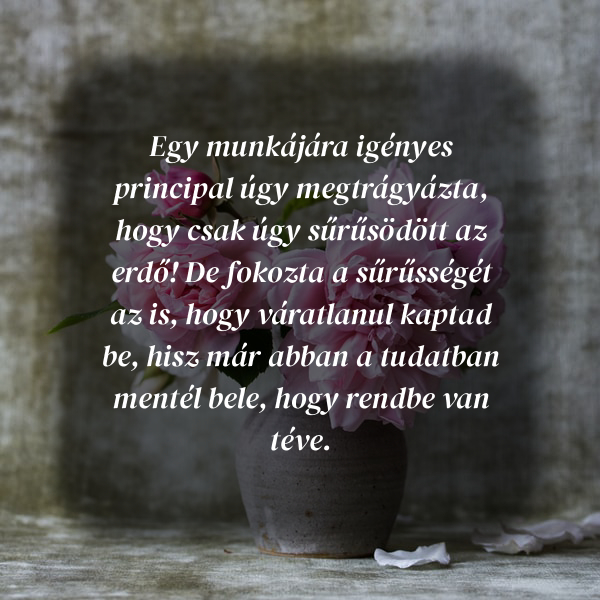 Egy munkájára igényes
principal úgy megtrágyázta,
hogy csak úgy sűrűsödött az
erdő! De fokozta a sűrűsségét
az is, hogy váratlanul kaptad
be, hisz már abban a tudatban
mentél bele, hogy rendbe van
téve.